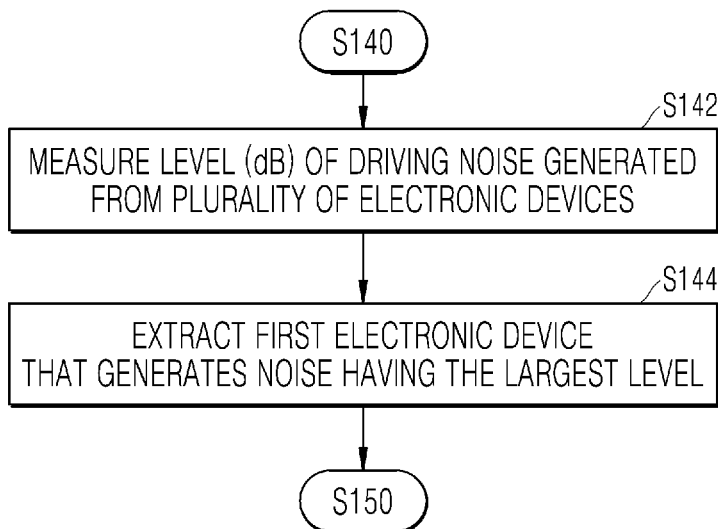 S140
S142
MEASURE LEVEL (dB) OF DRIVING NOISE GENERATED
FROM PLURALITY OF ELECTRONIC DEVICES
S144
EXTRACT FIRST ELECTRONIC DEVICE
THAT GENERATES NOISE HAVING THE LARGEST LEVEL
S150